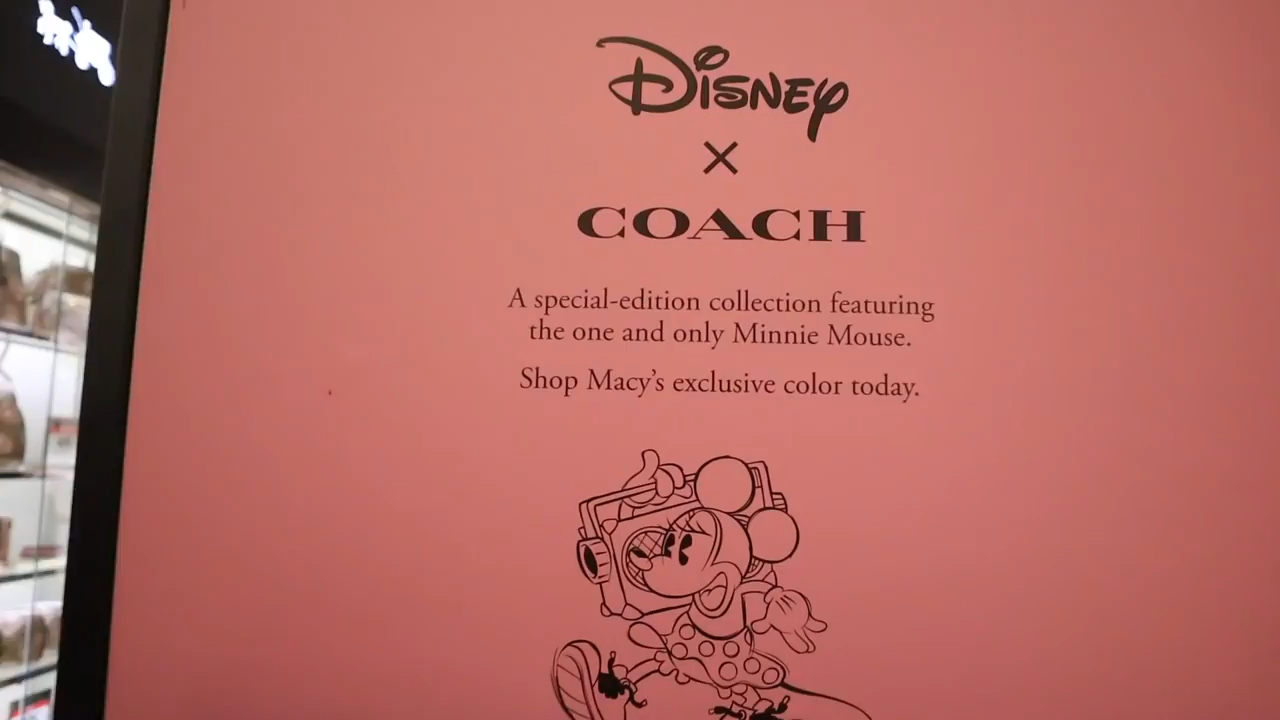 Disney
×
COACH
A special-edition collection featuring
the one and only Minnie Mouse.
Shop Macy's exclusive color today.